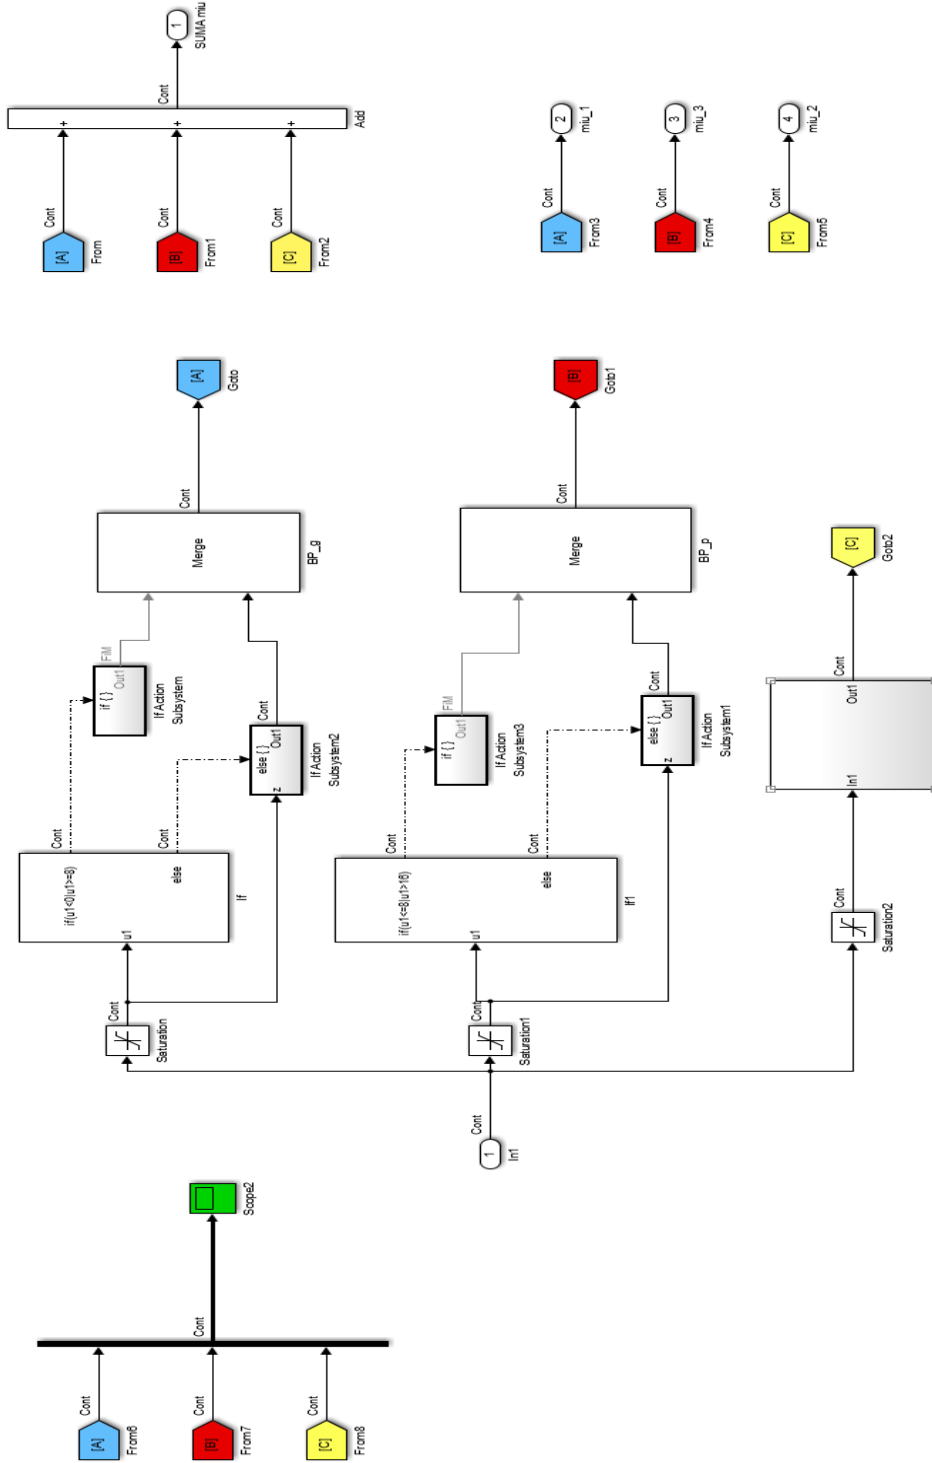 [A]
Cont
From6
[B]
Cont
From7
[C]
Cont
From8
Cont
Scope2
1
Cont
In1
Cont
Saturation
u1
if(u1<0|u1>=8)
else
If
Cont
Cont
if { }
Out1
FIM
If Action
Subsystem
z
else { }
Out1
Cont
If Action
Subsystem2
Merge
BP_g
Cont
[A]
Goto
Cont
Saturation1
u1
if(u1<=8|u1>16)
else
If1
Cont
Cont
if { }
Out1
FIM
If Action
Subsystem3
z
else { }
Out1
Cont
If Action
Subsystem1
Merge
BP_p
Cont
[B]
Goto1
Cont
Saturation2
In1
Out1
Cont
[C]
Goto2
[A]
Cont
From
[B]
Cont
From1
[C]
Cont
From2
+
+
+
Add
Cont
1
SUMA miu
[A]
Cont
From3
2
miu_1
[B]
Cont
From4
3
miu_3
[C]
Cont
From5
4
miu_2